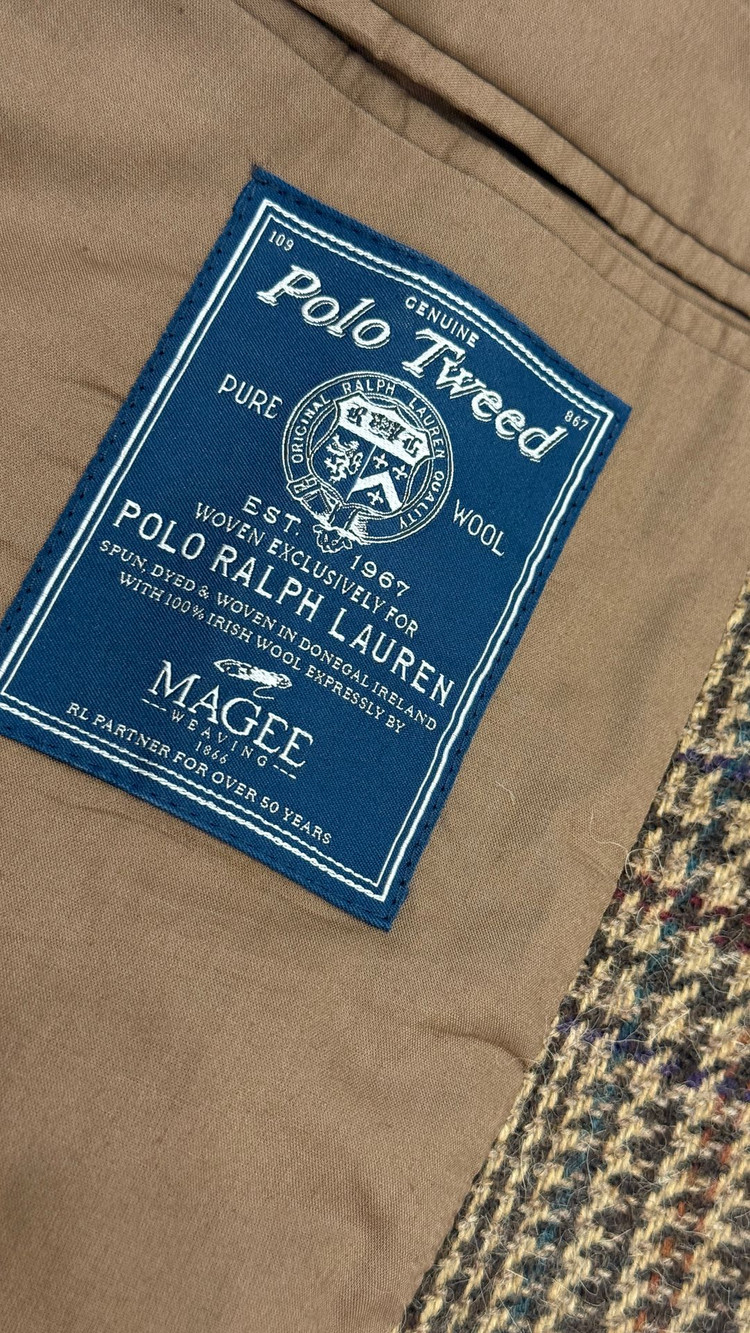 109
GENUINE
Polo Tweed
867
PURE
ORIGINAL RALPH LAUREN QUALITY
WOOL
EST. 1967
WOVEN EXCLUSIVELY FOR
POLO RALPH LAUREN
SPUN, DYED & WOVEN IN DONEGAL IRELAND
WITH 100% IRISH WOOL EXPRESSLY BY
MAGEE
WEAVING
1866
RL PARTNER FOR OVER 50 YEARS